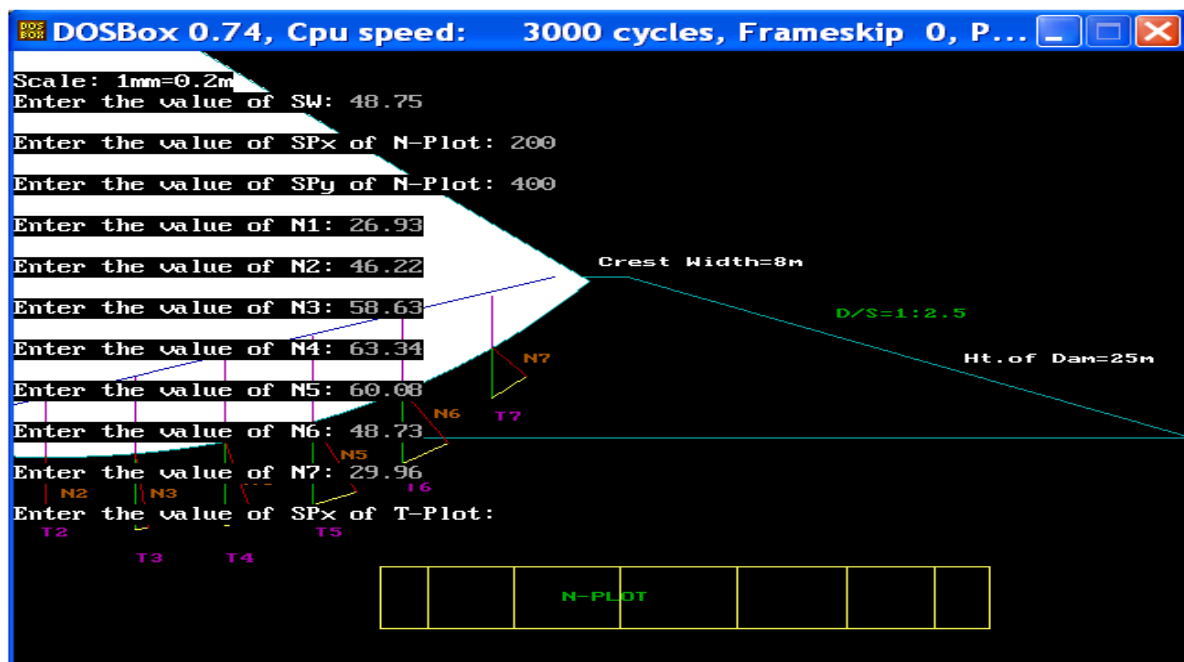 DOS BOX DOSBox 0.74, Cpu speed: 3000 cycles, Frameskip 0, P...
Scale: 1mm=0.2m
Enter the value of SW: 48.75
Enter the value of SPx of N-Plot: 200
Enter the value of SPy of N-Plot: 400
Enter the value of N1: 26.93
Enter the value of N2: 46.22
Crest Width=8m
Enter the value of N3: 58.63
D/S=1:2.5
Enter the value of N4: 63.34
N7
Ht.of Dam=25m
Enter the value of N5: 60.08
N6
T7
Enter the value of N6: 48.73
N5
Enter the value of N7: 29.96
T6
N2
N3
Enter the value of SPx of T-Plot:
T2
T5
T3
T4
N-PLOT